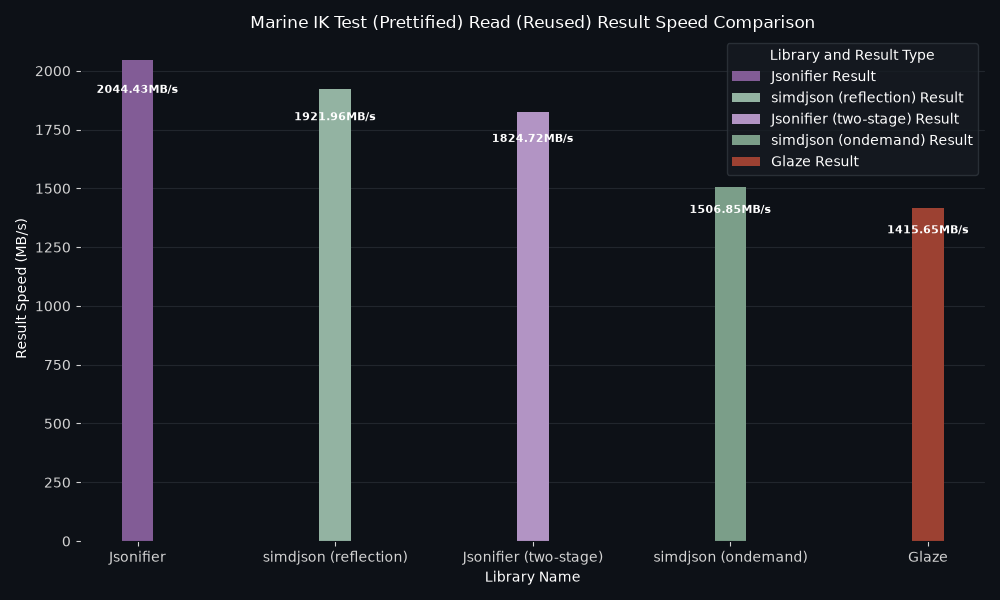 Marine IK Test (Prettified) Read (Reused) Result Speed Comparison
Library and Result Type
Jsonifier Result
simdjson (reflection) Result
Jsonifier (two-stage) Result
simdjson (ondemand) Result
Glaze Result
2044.43MB/s
1921.96MB/s
1824.72MB/s
1506.85MB/s
1415.65MB/s
Result Speed (MB/s)
2000
1750
1500
1250
1000
750
500
250
0
Jsonifier
simdjson (reflection)
Jsonifier (two-stage)
simdjson (ondemand)
Glaze
Library Name